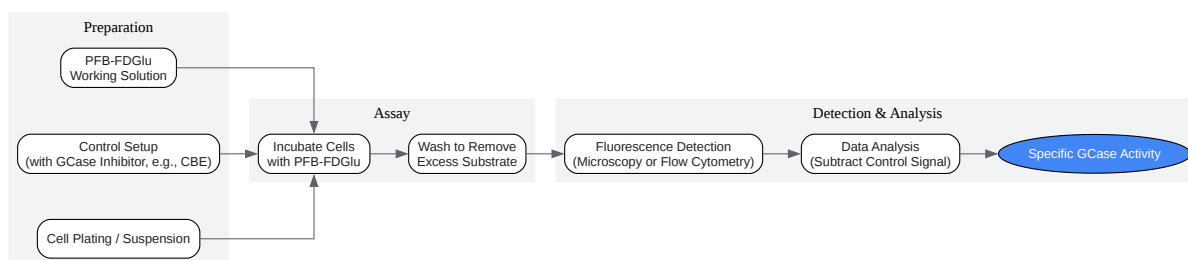 Preparation
PFB-FDGlu
Working Solution
Control Setup
(with GCase Inhibitor, e.g., CBE)
Cell Plating / Suspension
Assay
Incubate Cells
with PFB-FDGlu
Wash to Remove
Excess Substrate
Detection & Analysis
Fluorescence Detection
(Microscopy or Flow Cytometry)
Data Analysis
(Subtract Control Signal)
Specific GCase Activity